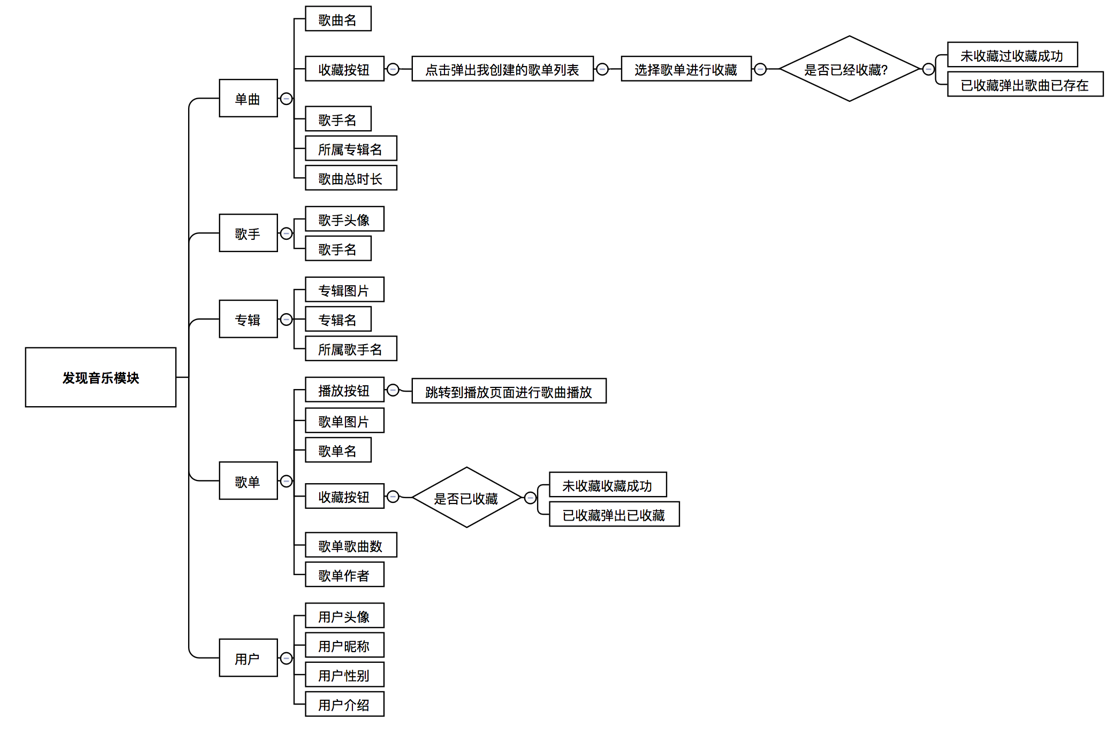 发现音乐模块
单曲
歌曲名
收藏按钮
点击弹出我创建的歌单列表
选择歌单进行收藏
是否已经收藏?
未收藏过收藏成功
已收藏弹出歌曲已存在
歌手名
所属专辑名
歌曲总时长
歌手
歌手头像
歌手名
专辑
专辑图片
专辑名
所属歌手名
歌单
播放按钮
跳转到播放页面进行歌曲播放
歌单图片
歌单名
收藏按钮
是否已收藏
未收藏收藏成功
已收藏弹出已收藏
歌单歌曲数
歌单作者
用户
用户头像
用户昵称
用户性别
用户介绍